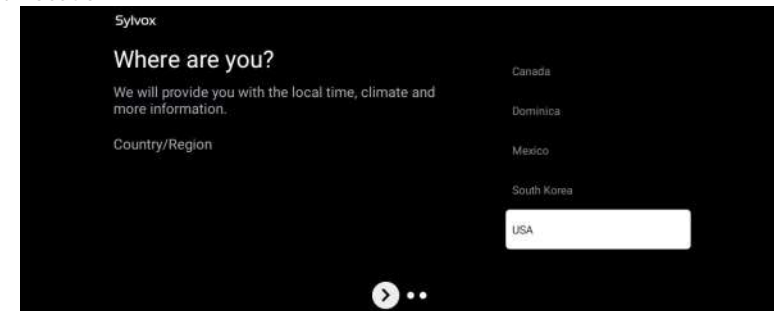 Sylvox
Where are you?
We will provide you with the local time, climate and
more information.
Country/Region
Canada
Dominica
Mexico
South Korea
USA